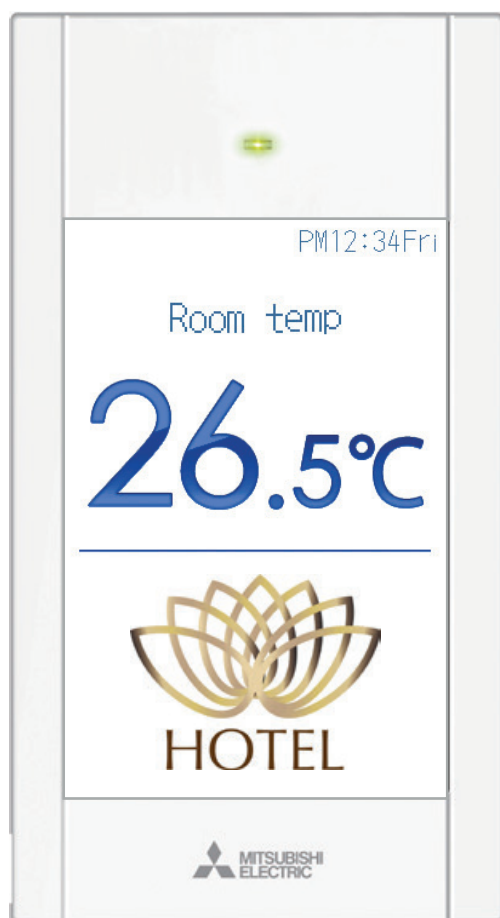 PM12:34Fri
Room temp
26.5℃
HOTEL
MITSUBISHI
ELECTRIC